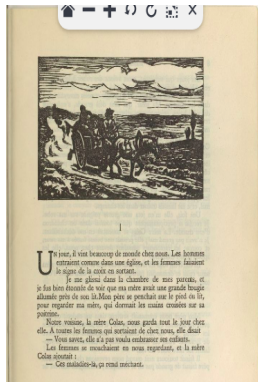 I
UN jour, il vint beaucoup de monde chez nous. Les hommes
entraient comme dans une église, et les femmes faisaient
le signe de la croix en sortant.
Je me glissai dans la chambre de mes parents, et
je fus bien étonnée de voir que ma mère avait une grande bougie
allumée près de son lit. Mon père se penchait sur le pied du lit,
pour regarder ma mère, qui dormait les mains croisées sur sa
poitrine.
Notre voisine, la mère Colas, nous garda tout le jour chez
elle. A toutes les femmes qui sortaient de chez nous, elle disait
— Vous savez, elle n'a pas voulu embrasser ses enfants.
Les femmes se mouchaient en nous regardant, et la mère
Colas ajoutait :
— Ces maladies-là, ça rend méchant.